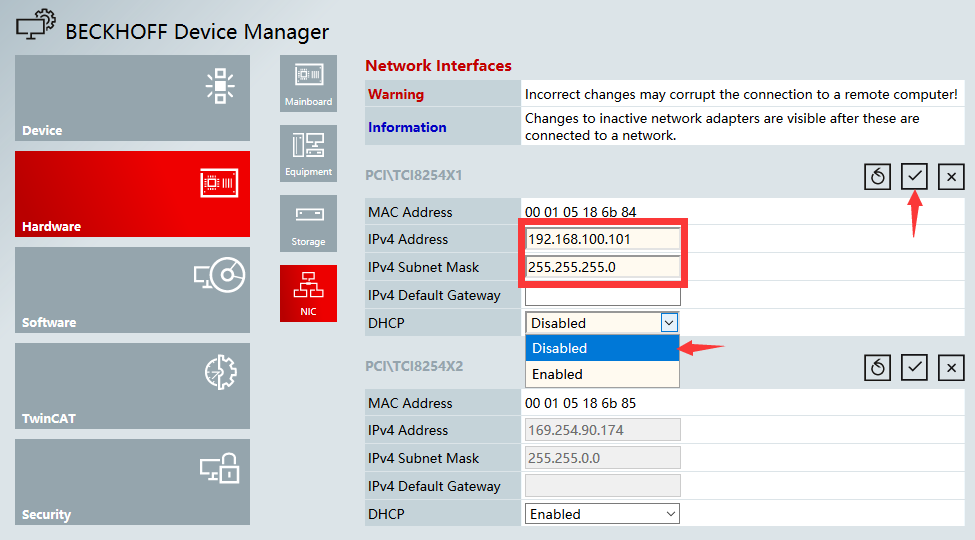 BECKHOFF Device Manager
Device
Hardware
Software
TwinCAT
Security
Mainboard
Equipment
Storage
NIC
Network Interfaces
Warning Incorrect changes may corrupt the connection to a remote computer!
Information Changes to inactive network adapters are visible after these are
connected to a network.
PCI\TCI8254X1
MAC Address 00 01 05 18 6b 84
IPv4 Address 192.168.100.101
IPv4 Subnet Mask 255.255.255.0
IPv4 Default Gateway
DHCP Disabled
Disabled
Enabled
PCI\TCI8254X2
MAC Address 00 01 05 18 6b 85
IPv4 Address 169.254.90.174
IPv4 Subnet Mask 255.255.0.0
IPv4 Default Gateway
DHCP Enabled